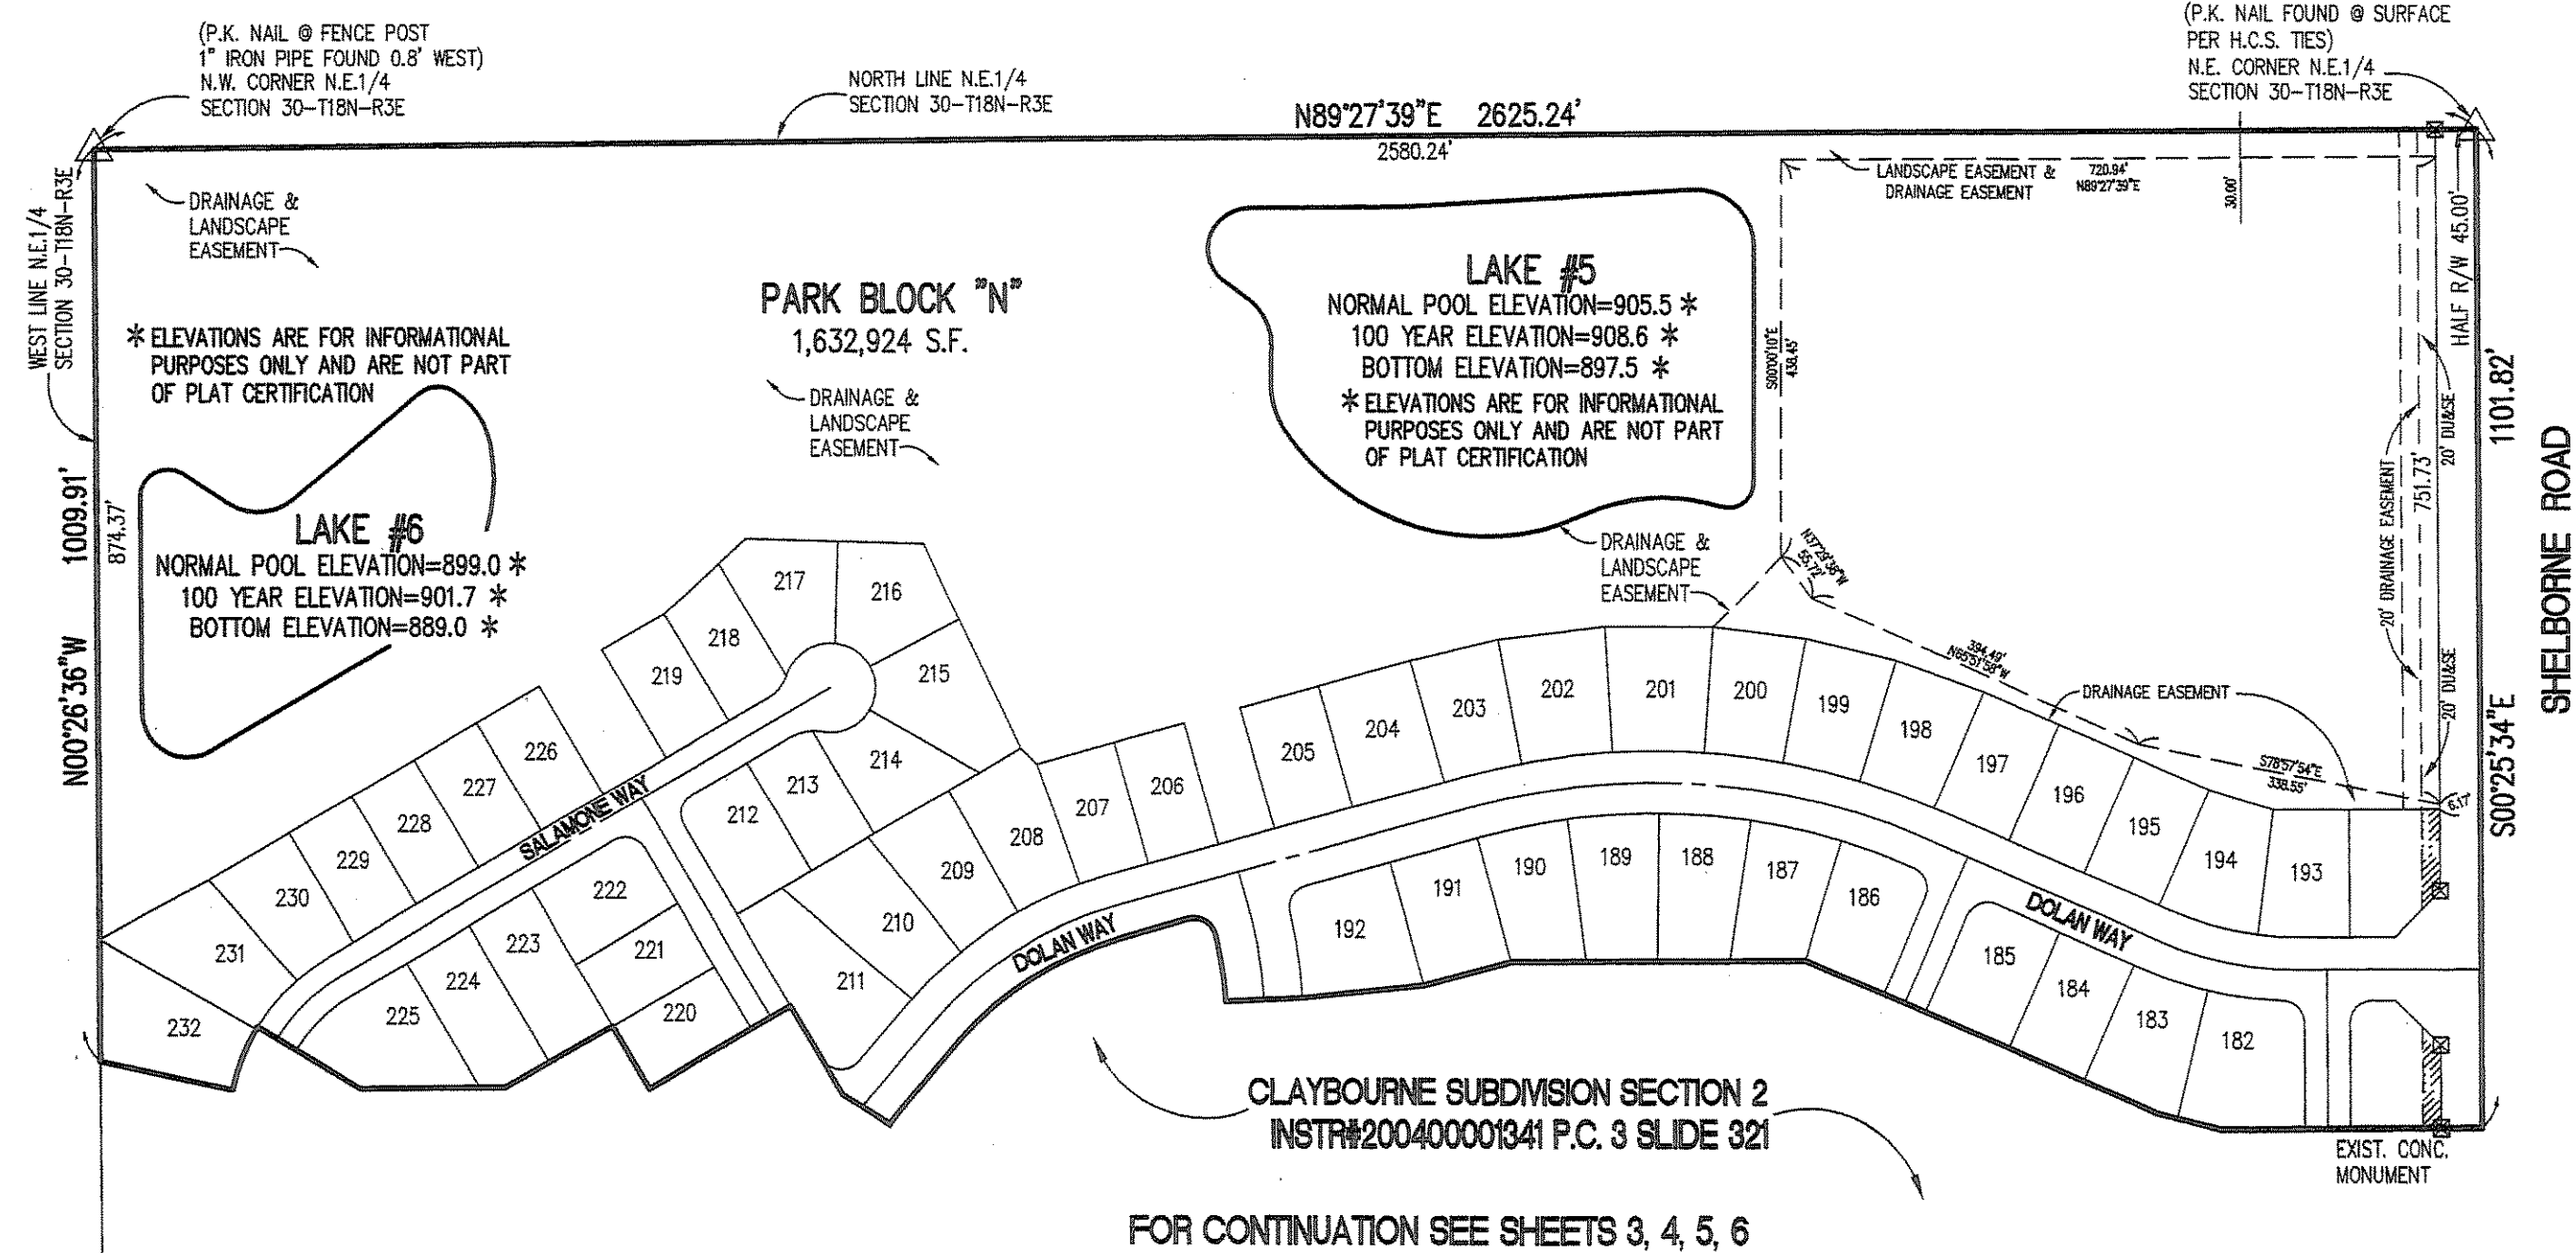 (P.K. NAIL @ FENCE POST
1" IRON PIPE FOUND 0.8' WEST)
N.W. CORNER N.E.1/4
SECTION 30-T18N-R3E
NORTH LINE N.E.1/4
SECTION 30-T18N-R3E
N89°27'39"E 2625.24'
2580.24'
(P.K. NAIL FOUND @ SURFACE
PER H.C.S. TIES)
N.E. CORNER N.E.1/4
SECTION 30-T18N-R3E
WEST LINE N.E.1/4
SECTION 30-T18N-R3E
DRAINAGE &
LANDSCAPE
EASEMENT
* ELEVATIONS ARE FOR INFORMATIONAL
PURPOSES ONLY AND ARE NOT PART
OF PLAT CERTIFICATION
PARK BLOCK "N"
1,632,924 S.F.
DRAINAGE &
LANDSCAPE
EASEMENT
LAKE #5
NORMAL POOL ELEVATION=905.5 *
100 YEAR ELEVATION=908.6 *
BOTTOM ELEVATION=897.5 *
* ELEVATIONS ARE FOR INFORMATIONAL
PURPOSES ONLY AND ARE NOT PART
OF PLAT CERTIFICATION
LANDSCAPE EASEMENT &
DRAINAGE EASEMENT
720.94'
N89°27'39"E
30.00'
S00°00'10"E
438.45'
HALF R/W 45.00'
20' DU&SE
20' DRAINAGE EASEMENT
751.73'
20' DU&SE
1101.82'
S00°25'34"E
SHELBORNE ROAD
N00°26'36"W 1009.91'
874.37'
LAKE #6
NORMAL POOL ELEVATION=899.0 *
100 YEAR ELEVATION=901.7 *
BOTTOM ELEVATION=889.0 *
DRAINAGE &
LANDSCAPE
EASEMENT
N37°29'38"W
55.72'
394.49'
N65°51'58"W
DRAINAGE EASEMENT
S78°57'54"E
338.55'
6.17'
217
216
218
219
215
226
227
228
229
230
231
232
SALAMONE WAY
214
213
212
222
223
221
224
225
220
211
210
209
208
207
206
205
204
203
202
201
200
199
198
197
196
195
194
193
192
191
190
189
188
187
186
185
184
183
182
DOLAN WAY
DOLAN WAY
CLAYBOURNE SUBDIVISION SECTION 2
INSTR#200400001341 P.C. 3 SLIDE 321
EXIST. CONC.
MONUMENT
FOR CONTINUATION SEE SHEETS 3, 4, 5, 6